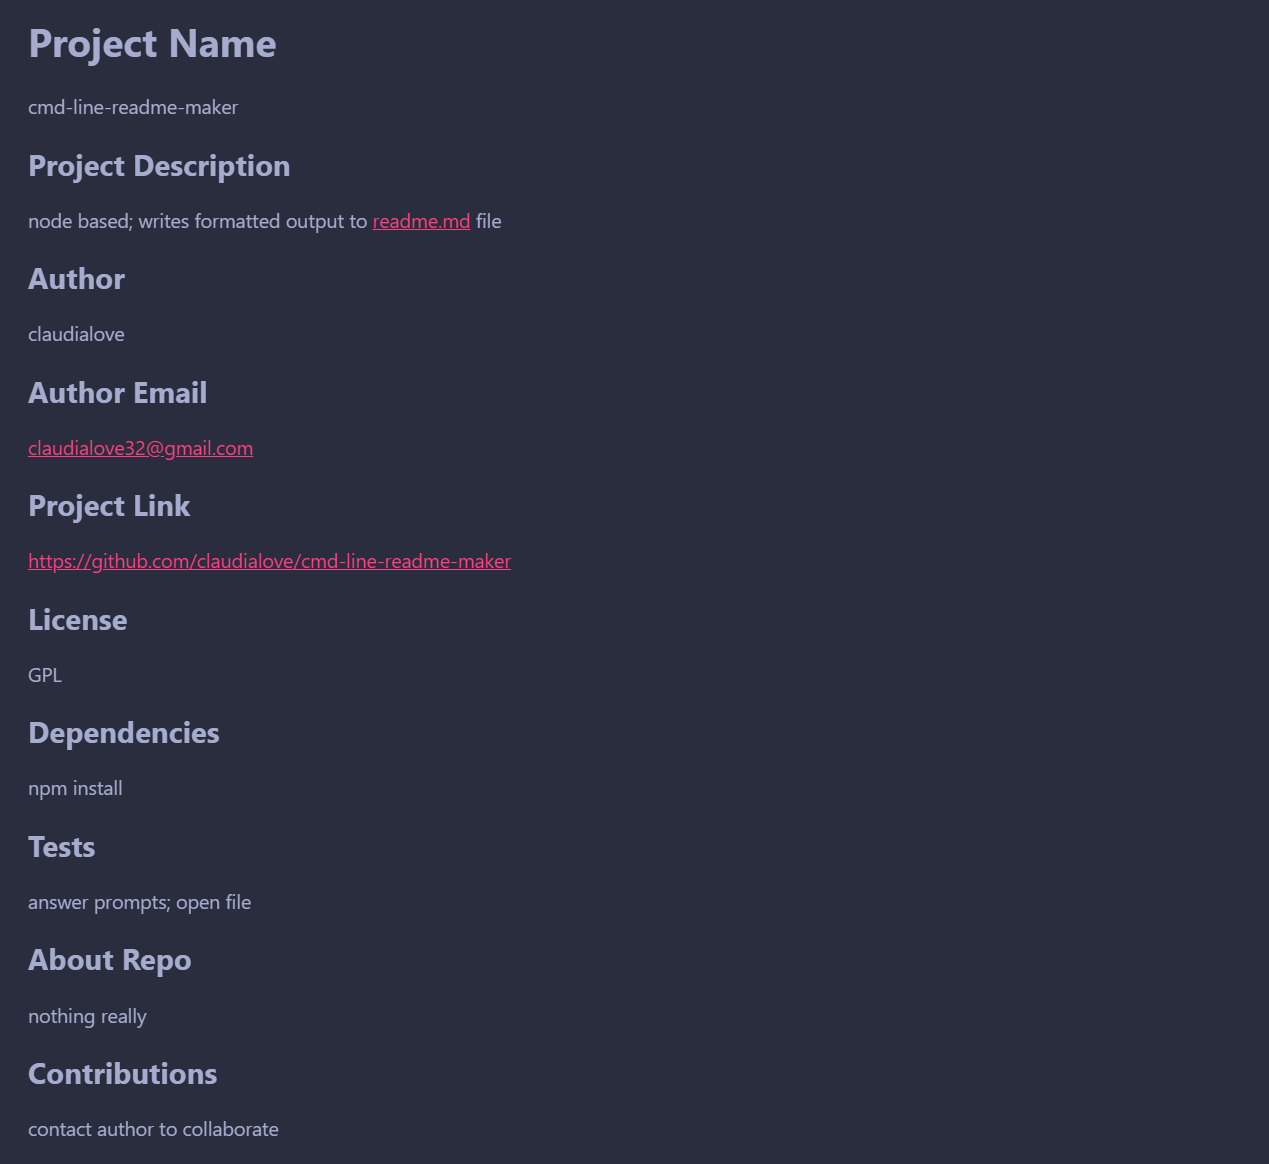 Project Name
cmd-line-readme-maker
Project Description
node based; writes formatted output to readme.md file
Author
claudialove
Author Email
claudialove32@gmail.com
Project Link
https://github.com/claudialove/cmd-line-readme-maker
License
GPL
Dependencies
npm install
Tests
answer prompts; open file
About Repo
nothing really
Contributions
contact author to collaborate